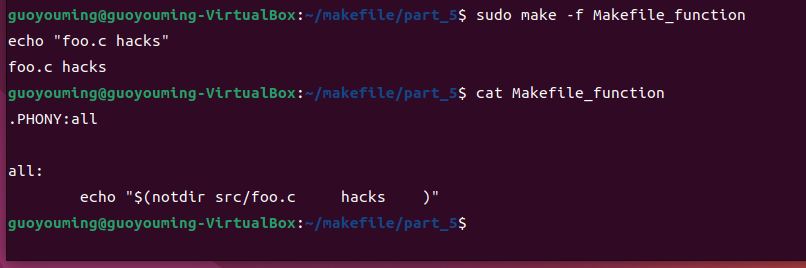 guoyouming@guoyouming-VirtualBox:~/makefile/part_5$ sudo make -f Makefile_function
echo "foo.c hacks"
foo.c hacks
guoyouming@guoyouming-VirtualBox:~/makefile/part_5$ cat Makefile_function
.PHONY:all
all:
        echo "$(notdir src/foo.c     hacks    )"
guoyouming@guoyouming-VirtualBox:~/makefile/part_5$